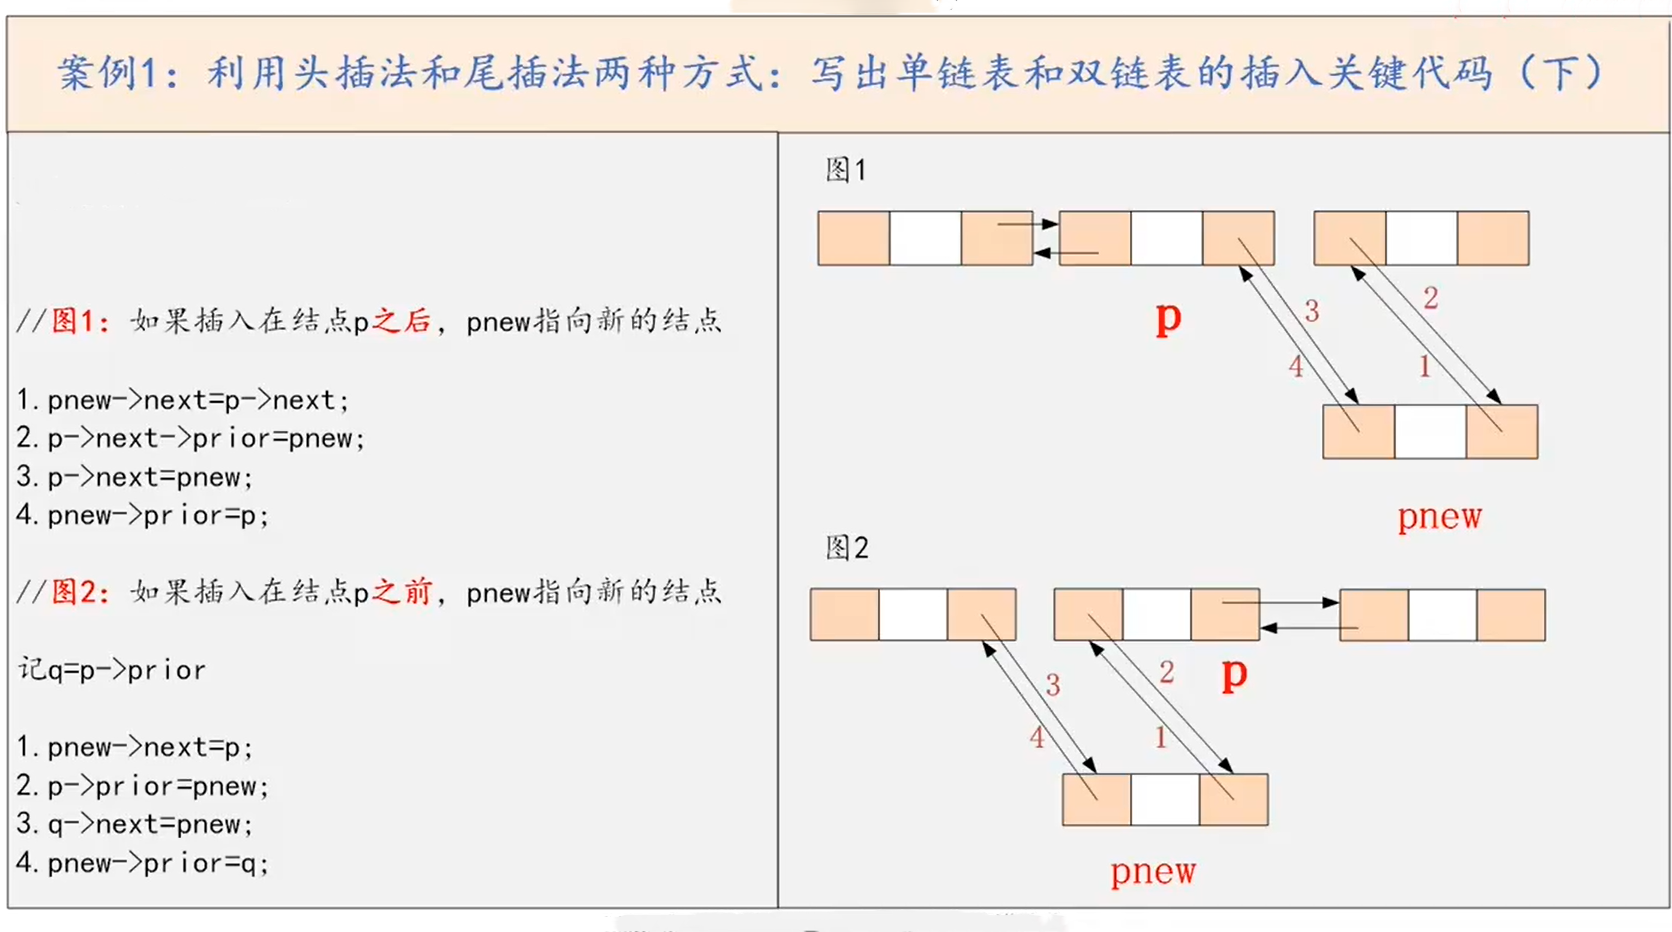 案例1：利用头插法和尾插法两种方式：写出单链表和双链表的插入关键代码（下）
//图1：如果插入在结点p之后，pnew指向新的结点
1.pnew->next=p->next;
2.p->next->prior=pnew;
3.p->next=pnew;
4.pnew->prior=p;
//图2：如果插入在结点p之前，pnew指向新的结点
记q=p->prior
1.pnew->next=p;
2.p->prior=pnew;
3.q->next=pnew;
4.pnew->prior=q;
图1
p
3
2
4
1
pnew
图2
p
3
2
4
1
pnew